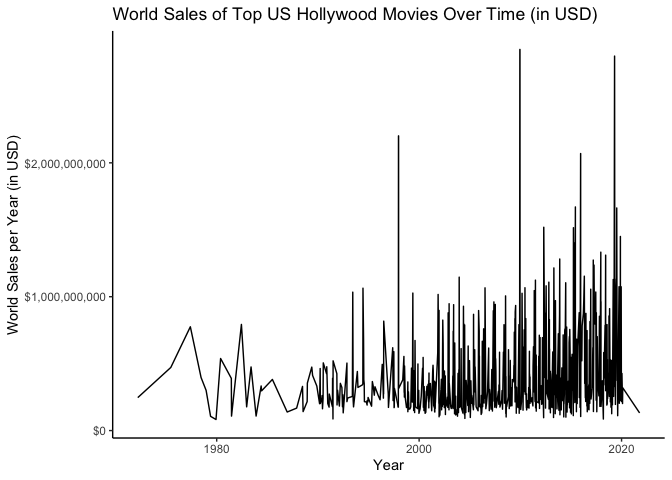 World Sales of Top US Hollywood Movies Over Time (in USD)
World Sales per Year (in USD)
$2,000,000,000
$1,000,000,000
$0
1980
2000
2020
Year